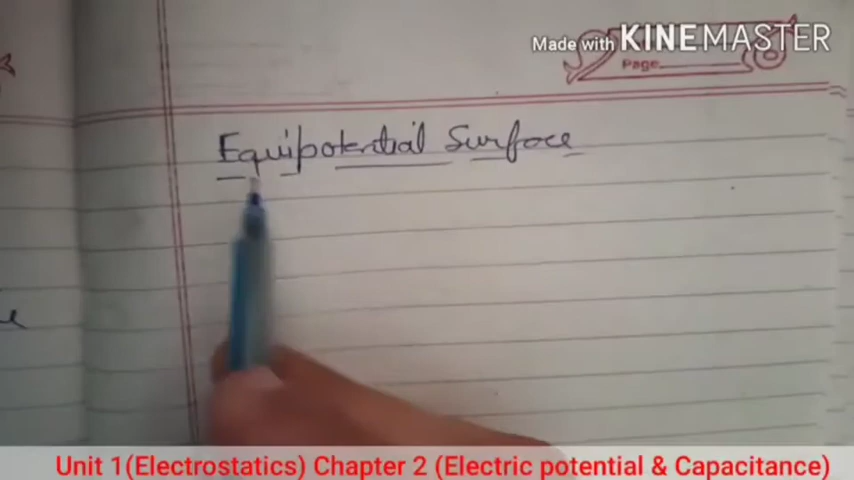 Made with KINEMASTER
Page
Equipotential Surface
Unit 1(Electrostatics) Chapter 2 (Electric potential & Capacitance)